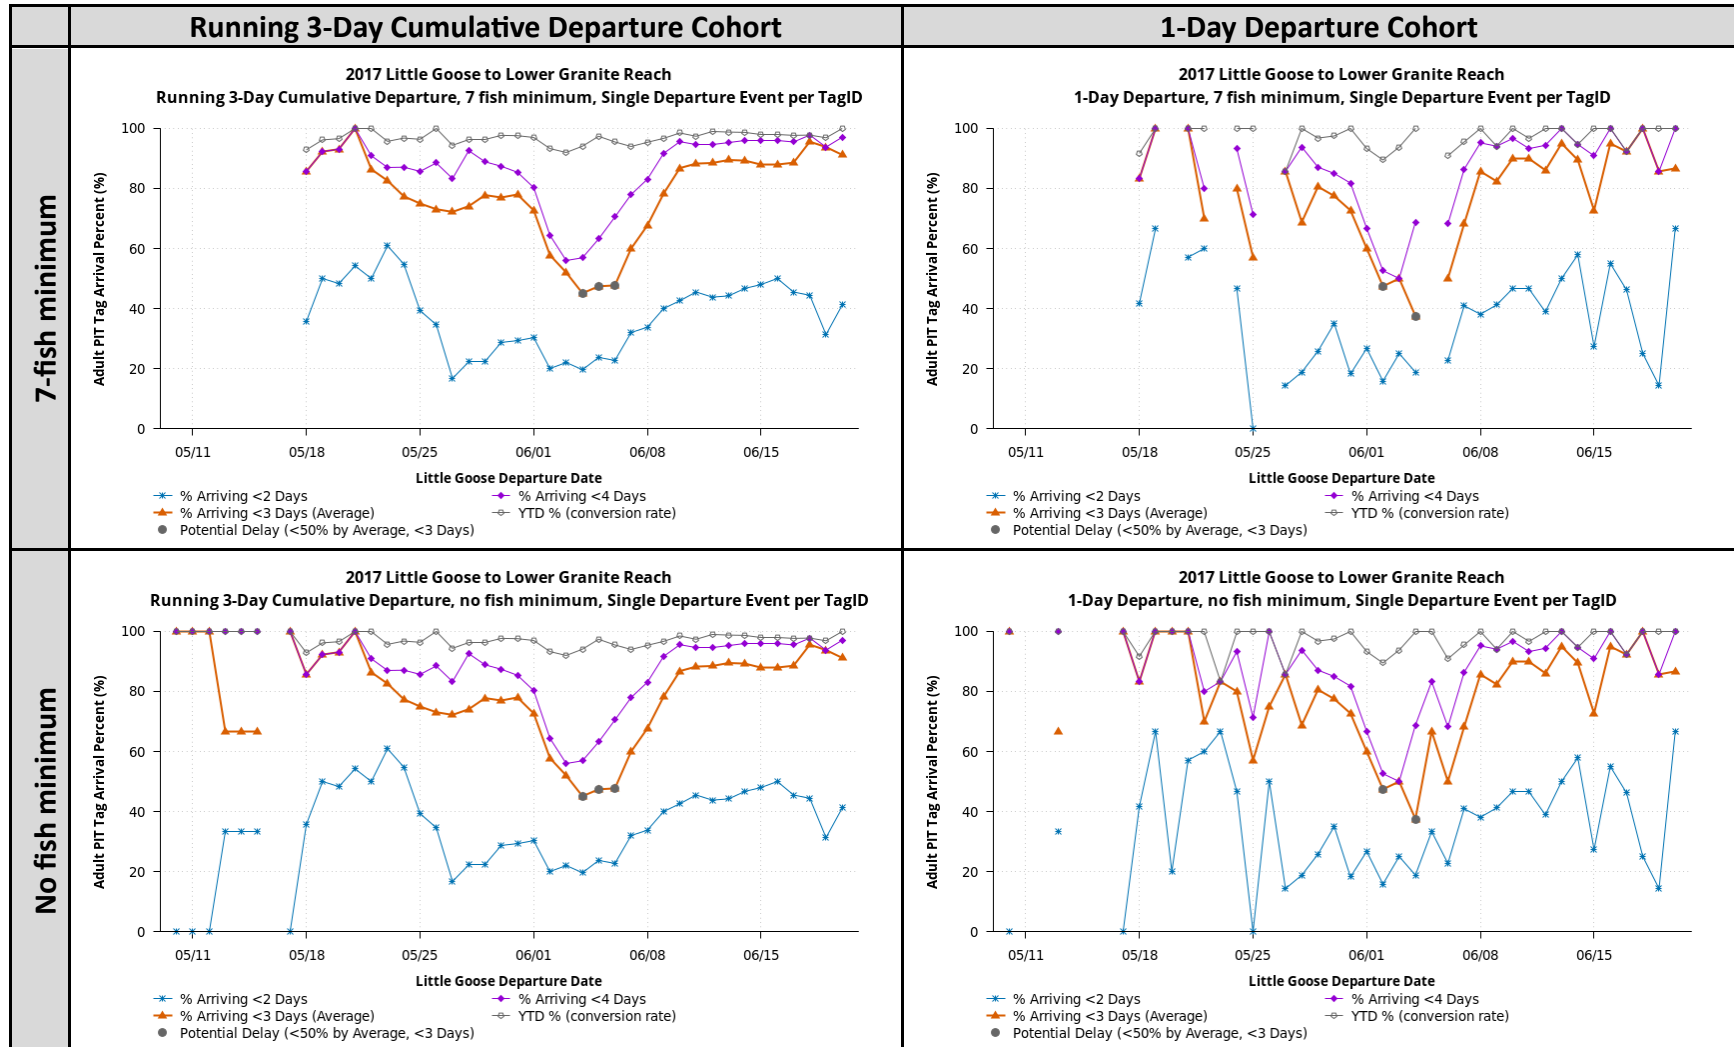 Running 3-Day Cumulative Departure Cohort
1-Day Departure Cohort
7-fish minimum
2017 Little Goose to Lower Granite Reach
Running 3-Day Cumulative Departure, 7 fish minimum, Single Departure Event per TagID
Adult PIT Tag Arrival Percent (%)
100
80
60
40
20
0
05/11 05/18 05/25 06/01 06/08 06/15
Little Goose Departure Date
% Arriving <2 Days % Arriving <4 Days
% Arriving <3 Days (Average) YTD % (conversion rate)
Potential Delay (<50% by Average, <3 Days)
2017 Little Goose to Lower Granite Reach
1-Day Departure, 7 fish minimum, Single Departure Event per TagID
Adult PIT Tag Arrival Percent (%)
100
80
60
40
20
0
05/11 05/18 05/25 06/01 06/08 06/15
Little Goose Departure Date
% Arriving <2 Days % Arriving <4 Days
% Arriving <3 Days (Average) YTD % (conversion rate)
Potential Delay (<50% by Average, <3 Days)
No fish minimum
2017 Little Goose to Lower Granite Reach
Running 3-Day Cumulative Departure, no fish minimum, Single Departure Event per TagID
Adult PIT Tag Arrival Percent (%)
100
80
60
40
20
0
05/11 05/18 05/25 06/01 06/08 06/15
Little Goose Departure Date
% Arriving <2 Days % Arriving <4 Days
% Arriving <3 Days (Average) YTD % (conversion rate)
Potential Delay (<50% by Average, <3 Days)
2017 Little Goose to Lower Granite Reach
1-Day Departure, no fish minimum, Single Departure Event per TagID
Adult PIT Tag Arrival Percent (%)
100
80
60
40
20
0
05/11 05/18 05/25 06/01 06/08 06/15
Little Goose Departure Date
% Arriving <2 Days % Arriving <4 Days
% Arriving <3 Days (Average) YTD % (conversion rate)
Potential Delay (<50% by Average, <3 Days)